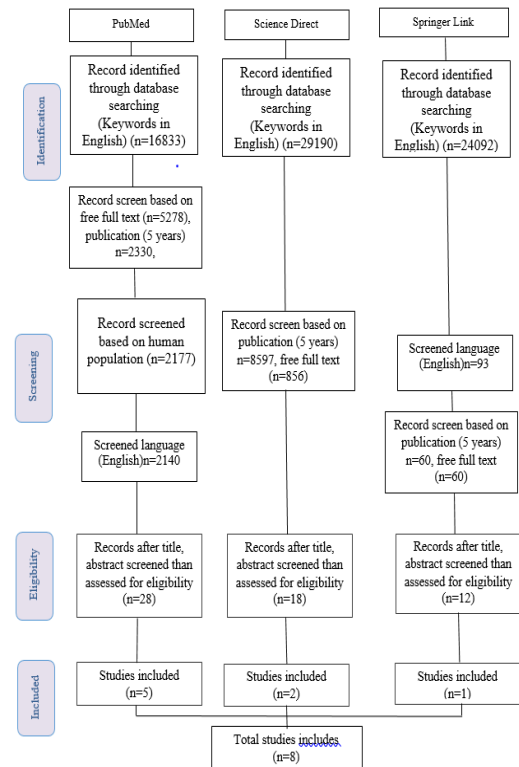 PubMed
Science Direct
Springer Link
Identification
Record identified
through database
searching
(Keywords in
English) (n=16833)
Record identified
through database
searching
(Keywords in
English) (n=29190)
Record identified
through database
searching
(Keywords in
English) (n=24092)
Record screen based on
free full text (n=5278),
publication (5 years)
n=2330,
Screening
Record screened
based on human
population (n=2177)
Record screen based on
publication (5 years)
n=8597, free full text
(n=856)
Screened language
(English)n=93
Screened language
(English)n=2140
Record screen based on
publication (5 years)
n=60, free full text
(n=60)
Eligibility
Records after title,
abstract screened than
assessed for eligibility
(n=28)
Records after title,
abstract screened than
assessed for eligibility
(n=18)
Records after title,
abstract screened than
assessed for eligibility
(n=12)
Included
Studies included
(n=5)
Studies included
(n=2)
Studies included
(n=1)
Total studies includes
(n=8)